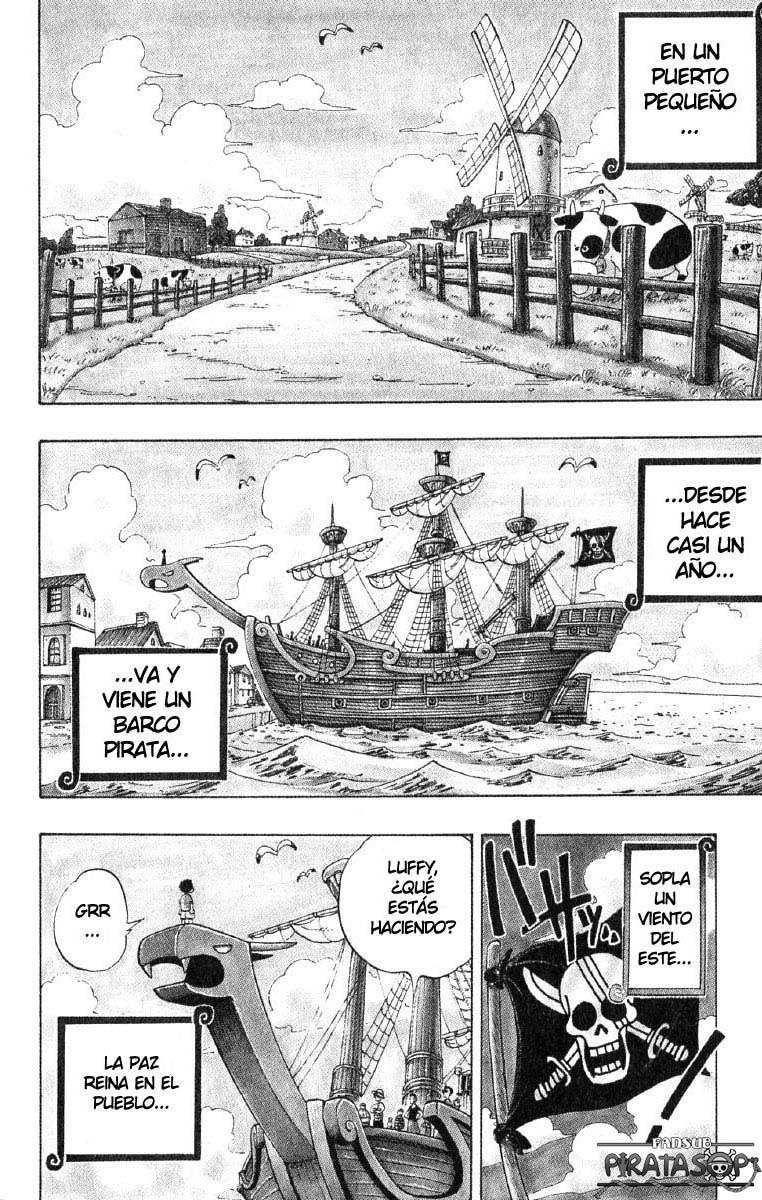 EN UN
PUERTO
PEQUEÑO
...
...DESDE
HACE
CASI UN
AÑO...
...VA Y
VIENE UN
BARCO
PIRATA...
SOPLA
UN
VIENTO
DEL
ESTE...
LUFFY,
¿QUÉ
ESTÁS
HACIENDO?
GRR
...
LA PAZ
REINA EN EL
PUEBLO...
FANSUB
PIRATASOP